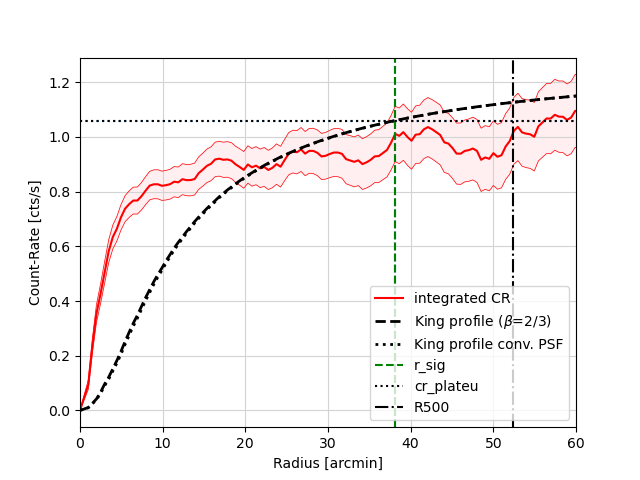 1.2
1.0
0.8
0.6
0.4
0.2
0.0
Count-Rate [cts/s]
integrated CR
King profile (β=2/3)
King profile conv. PSF
r_sig
cr_plateu
R500
0 10 20 30 40 50 60
Radius [arcmin]